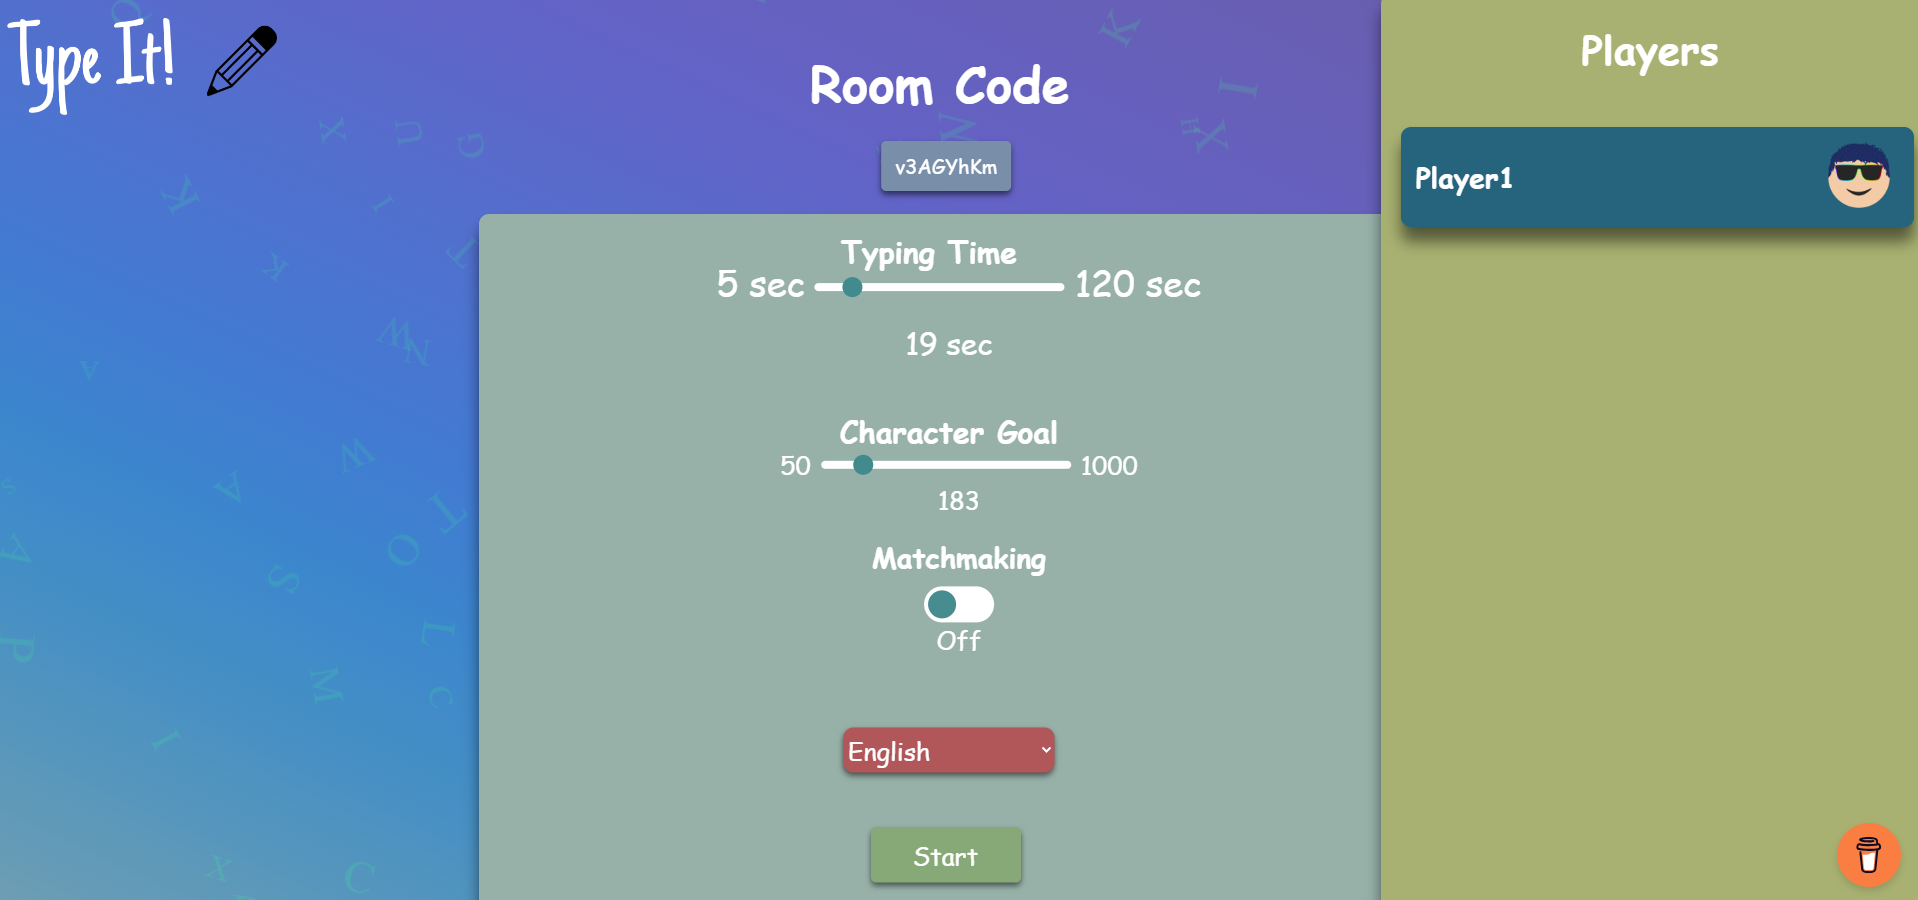 Type It!
Room Code
v3AGYhKm
Typing Time
5 sec 120 sec
19 sec
Character Goal
50 1000
183
Matchmaking
Off
English
Start
Players
Player1